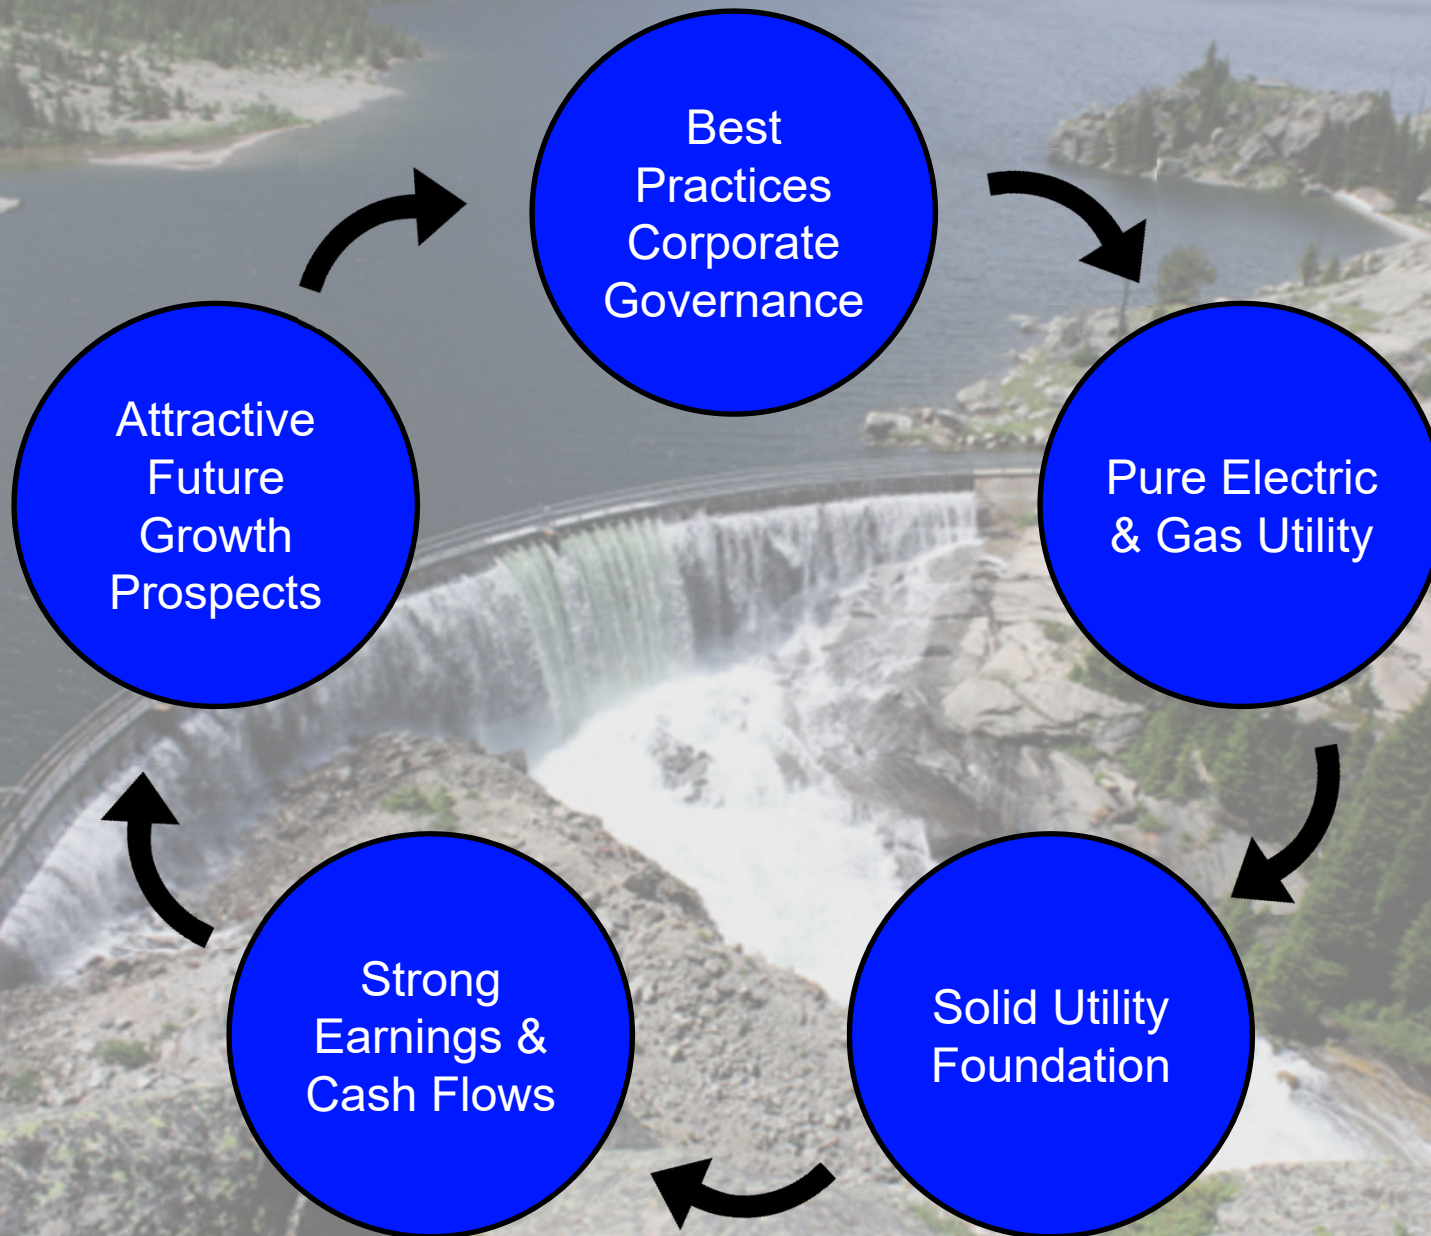 Best
Practices
Corporate
Governance
Pure Electric
& Gas Utility
Solid Utility
Foundation
Strong
Earnings &
Cash Flows
Attractive
Future
Growth
Prospects